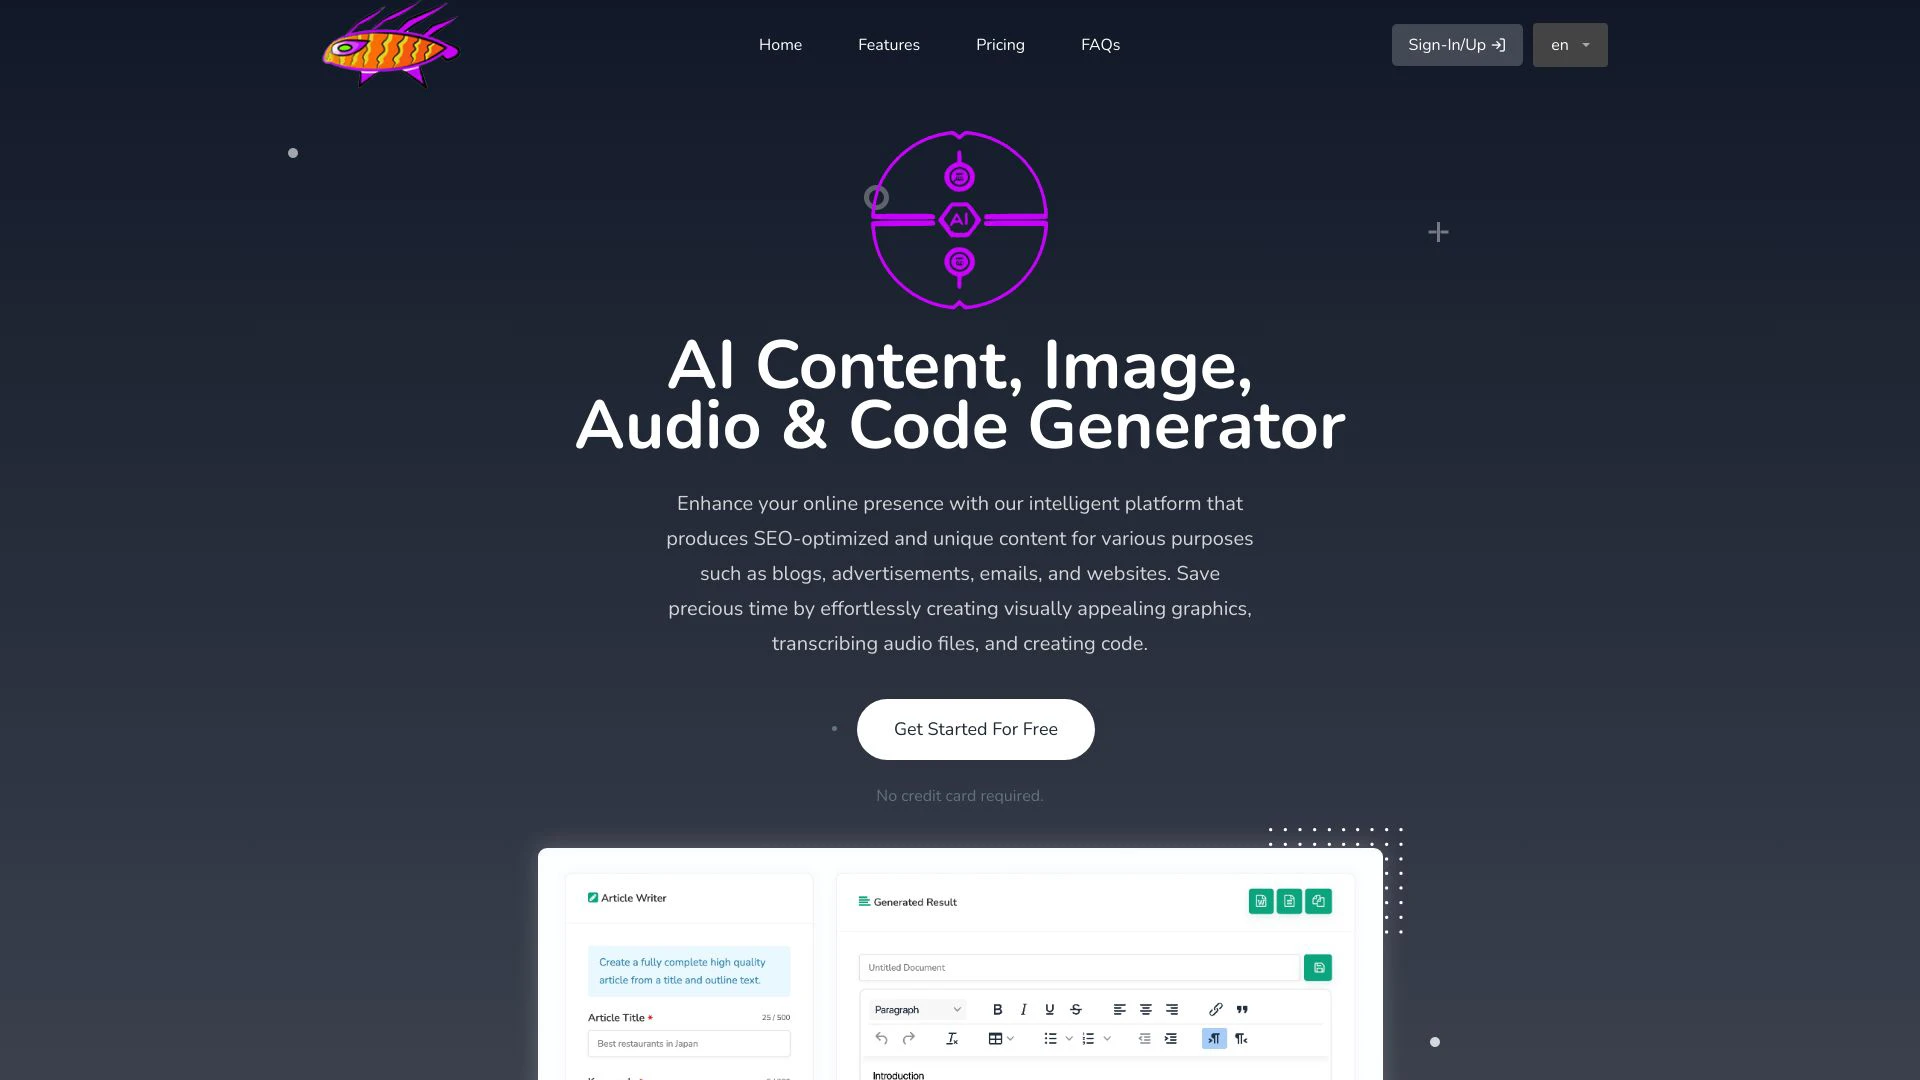 Home
Features
Pricing
FAQs
Sign-In/Up
en
AI
AI Content, Image,
Audio & Code Generator
Enhance your online presence with our intelligent platform that
produces SEO-optimized and unique content for various purposes
such as blogs, advertisements, emails, and websites. Save
precious time by effortlessly creating visually appealing graphics,
transcribing audio files, and creating code.
Get Started For Free
No credit card required.
Article Writer
Create a fully complete high quality
article from a title and outline text.
Article Title *
25 / 500
Best restaurants in Japan
Generated Result
Untitled Document
Paragraph
Introduction